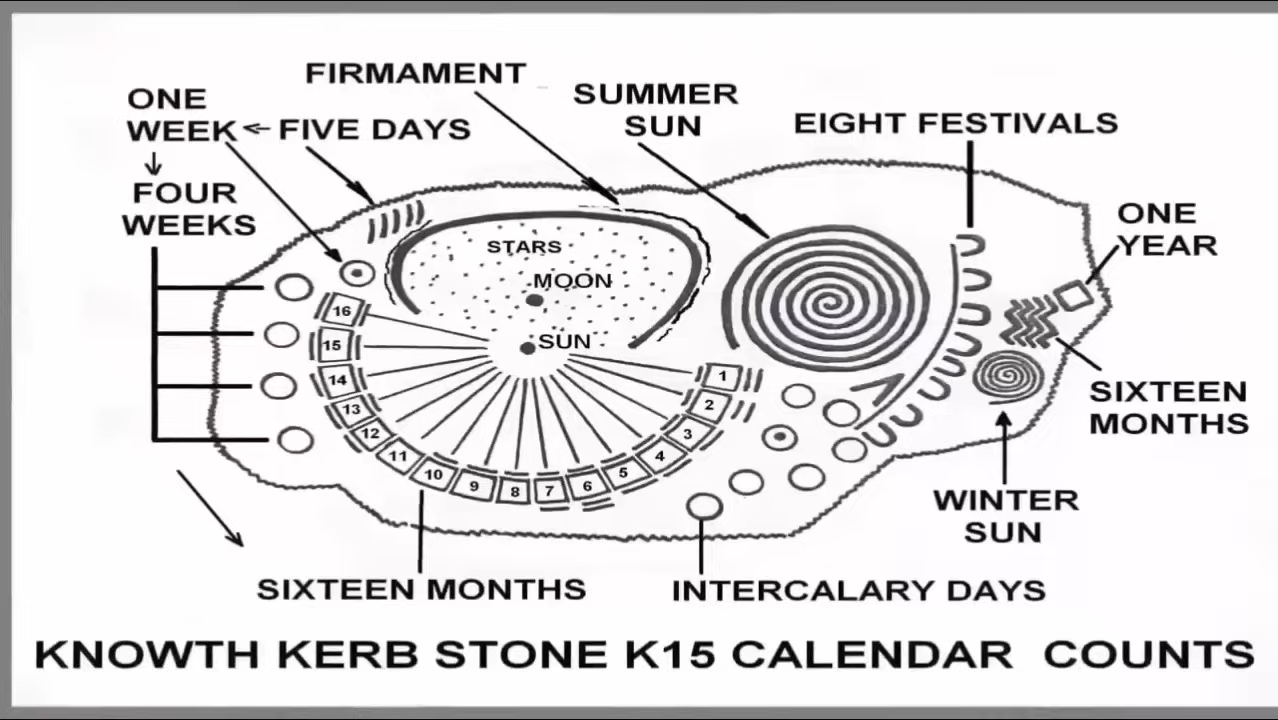 FIRMAMENT
ONE
WEEK
FIVE DAYS
SUMMER
SUN
EIGHT FESTIVALS
FOUR
WEEKS
ONE
YEAR
STARS
MOON
SUN
16
15
14
13
12
11
10
9
8
7
6
5
4
3
2
1
SIXTEEN
MONTHS
WINTER
SUN
SIXTEEN MONTHS
INTERCALARY DAYS
KNOWTH KERB STONE K15 CALENDAR COUNTS